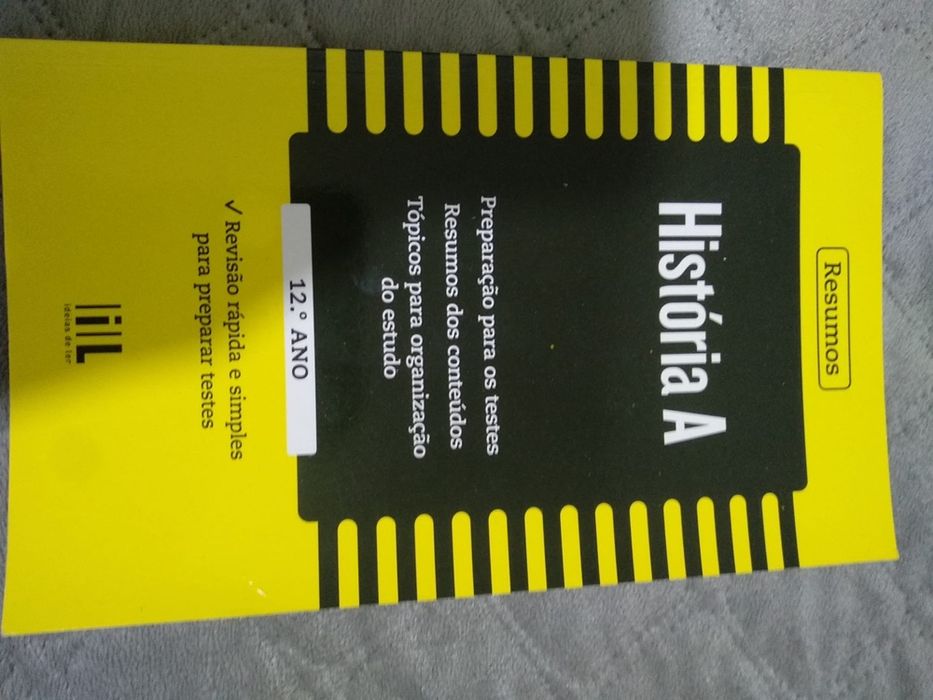 Resumos
História A
Preparação para os testes
Resumos dos conteúdos
Tópicos para organização
do estudo
12.º ANO
✓ Revisão rápida e simples
para preparar testes
ideias de ler